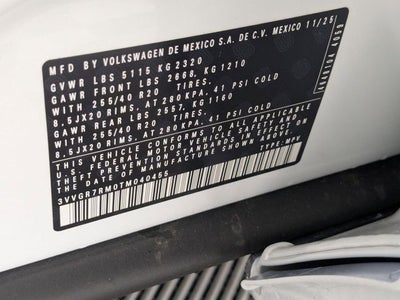 MFD BY VOLKSWAGEN DE MEXICO S.A. DE C.V. MEXICO 11/25
GVWR LBS 5115 KG 2320
GAWR FRONT LBS 2668, KG 1210
WITH 255/40 R20 TIRES,
8.5JX20 RIMS, AT 280 KPA, 41 PSI COLD
GAWR REAR LBS 2557, KG 1160
WITH 255/40 R20 TIRES,
8.5JX20 RIMS, AT 280 KPA, 41 PSI COLD
THIS VEHICLE CONFORMS TO ALL APPLICABLE
FEDERAL MOTOR VEHICLE SAFETY AND
THEFT PREVENTION STANDARDS IN EFFECT ON THE
DATE OF MANUFACTURE SHOWN ABOVE.
3VVGR7RM0TM040455 TYPE: MPV